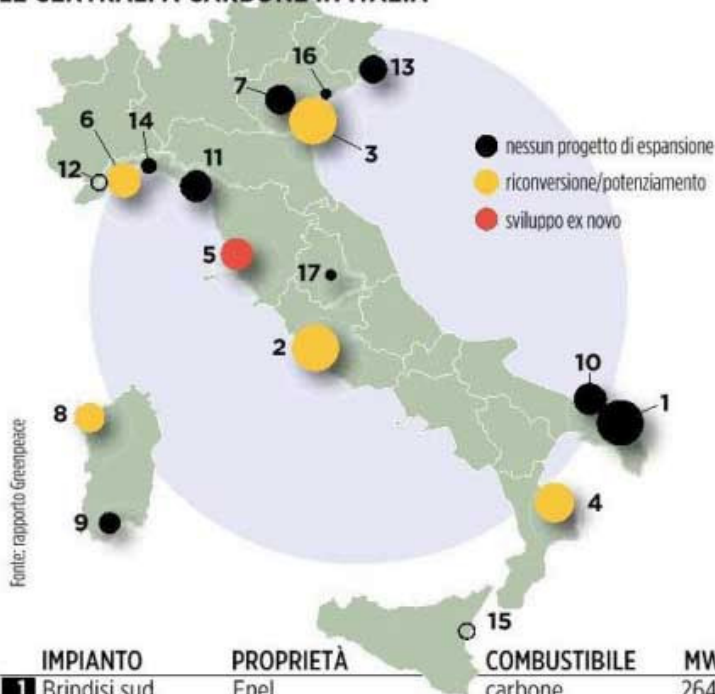 LE CENTRALI A CARBONE IN ITALIA
16
13
7
6
14
3
nessun progetto di espansione
riconversione/potenziamento
sviluppo ex novo
12
11
5
17
2
10
1
8
4
9
15
Fonte: rapporto Greenpeace
IMPIANTO PROPRIETÀ COMBUSTIBILE MW
1 Brindisi sud Enel carbone 264